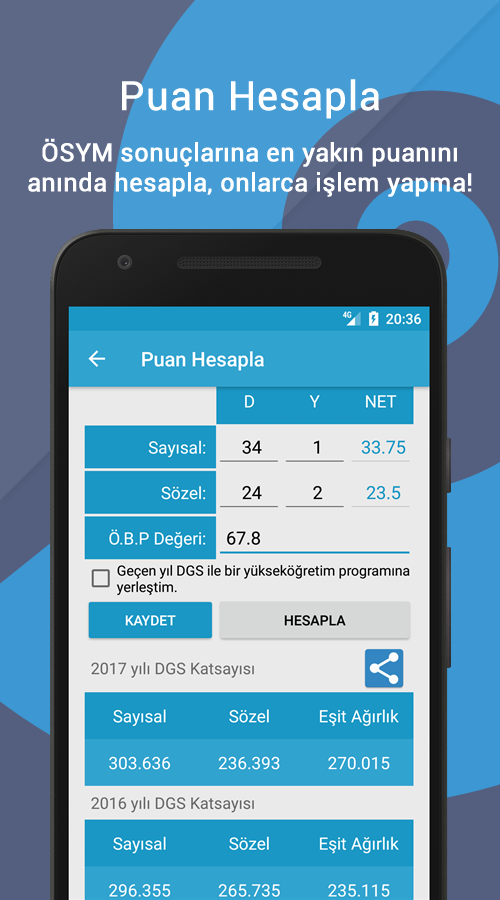 Puan Hesapla
ÖSYM sonuçlarına en yakın puanını
anında hesapla, onlarca işlem yapma!
4G 20:36
Puan Hesapla
D Y NET
Sayısal: 34 1 33.75
Sözel: 24 2 23.5
Ö.B.P Değeri: 67.8
Geçen yıl DGS ile bir yükseköğretim programına
yerleştim.
KAYDET HESAPLA
2017 yılı DGS Katsayısı
Sayısal Sözel Eşit Ağırlık
303.636 236.393 270.015
2016 yılı DGS Katsayısı
Sayısal Sözel Eşit Ağırlık
296.355 265.735 235.115